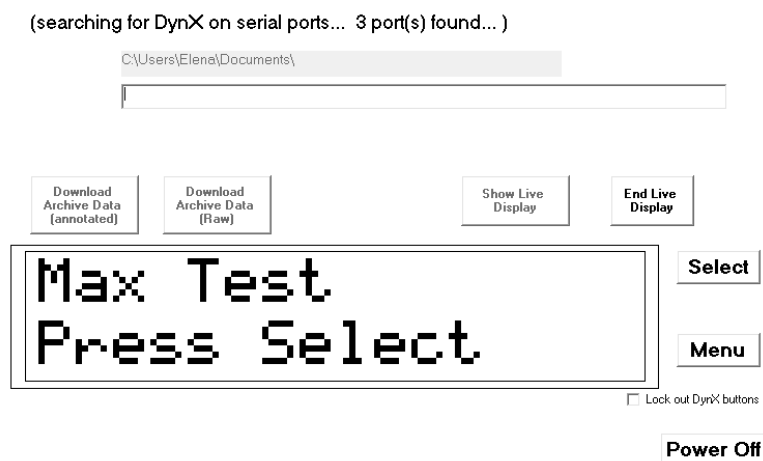 (searching for DynX on serial ports... 3 port(s) found... )
C:\Users\Elena\Documents\
Download
Archive Data
(annotated)
Download
Archive Data
(Raw)
Show Live
Display
End Live
Display
Max Test
Press Select
Select
Menu
Lock out DynX buttons
Power Off